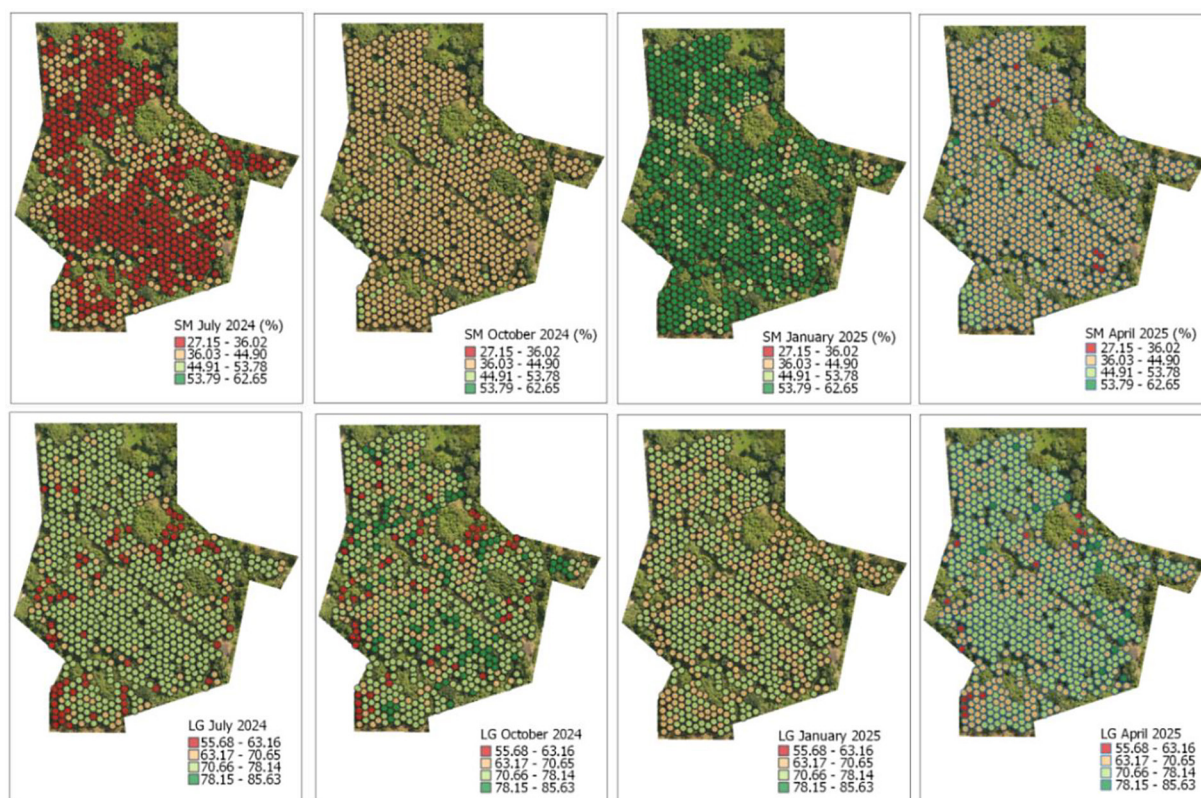 SM July 2024 (%)
27.15 - 36.02
36.03 - 44.90
44.91 - 53.78
53.79 - 62.65
SM October 2024 (%)
27.15 - 36.02
36.03 - 44.90
44.91 - 53.78
53.79 - 62.65
SM January 2025 (%)
27.15 - 36.02
36.03 - 44.90
44.91 - 53.78
53.79 - 62.65
SM April 2025 (%)
27.15 - 36.02
36.03 - 44.90
44.91 - 53.78
53.79 - 62.65
LG July 2024
55.68 - 63.16
63.17 - 70.65
70.66 - 78.14
78.15 - 85.63
LG October 2024
55.68 - 63.16
63.17 - 70.65
70.66 - 78.14
78.15 - 85.63
LG January 2025
55.68 - 63.16
63.17 - 70.65
70.66 - 78.14
78.15 - 85.63
LG April 2025
55.68 - 63.16
63.17 - 70.65
70.66 - 78.14
78.15 - 85.63